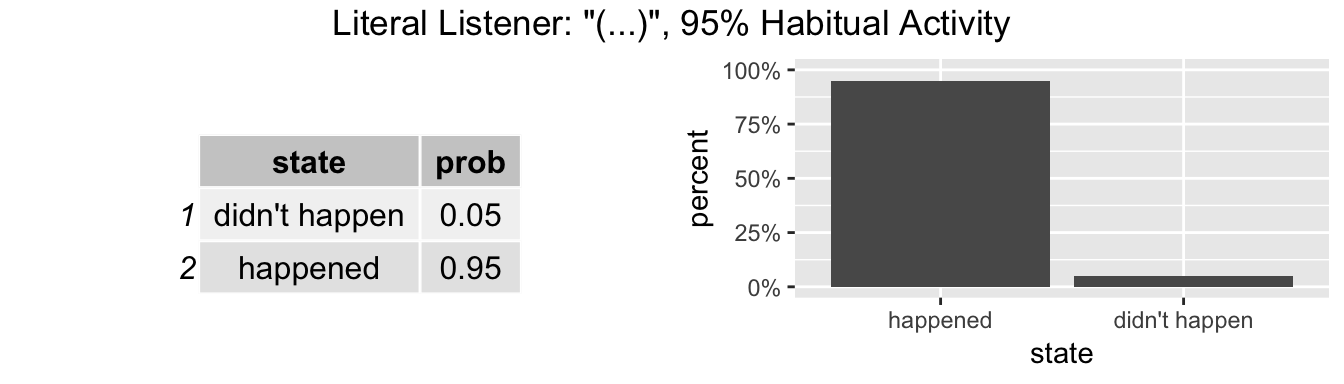 Literal Listener: "(...)", 95% Habitual Activity
state prob
1 didn't happen 0.05
2 happened 0.95
percent
100%
75%
50%
25%
0%
happened didn't happen
state